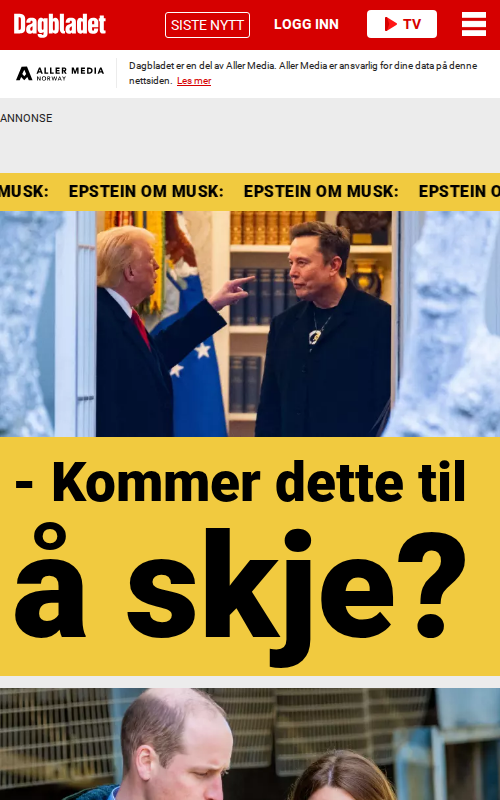 Dagbladet
SISTE NYTT
LOGG INN
TV
ALLER MEDIA
NORWAY
Dagbladet er en del av Aller Media. Aller Media er ansvarlig for dine data på denne
nettsiden. Les mer
ANNONSE
MUSK: EPSTEIN OM MUSK: EPSTEIN OM MUSK: EPSTEIN O
- Kommer dette til
å skje?